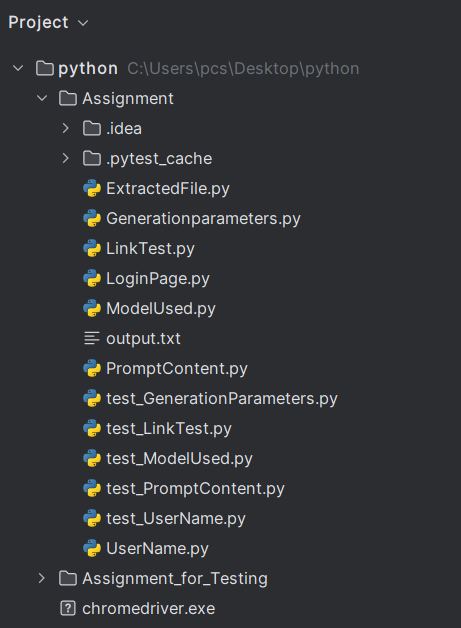 Project
python C:\Users\pcs\Desktop\python
Assignment
.idea
.pytest_cache
ExtractedFile.py
Generationparameters.py
LinkTest.py
LoginPage.py
ModelUsed.py
output.txt
PromptContent.py
test_GenerationParameters.py
test_LinkTest.py
test_ModelUsed.py
test_PromptContent.py
test_UserName.py
UserName.py
Assignment_for_Testing
chromedriver.exe